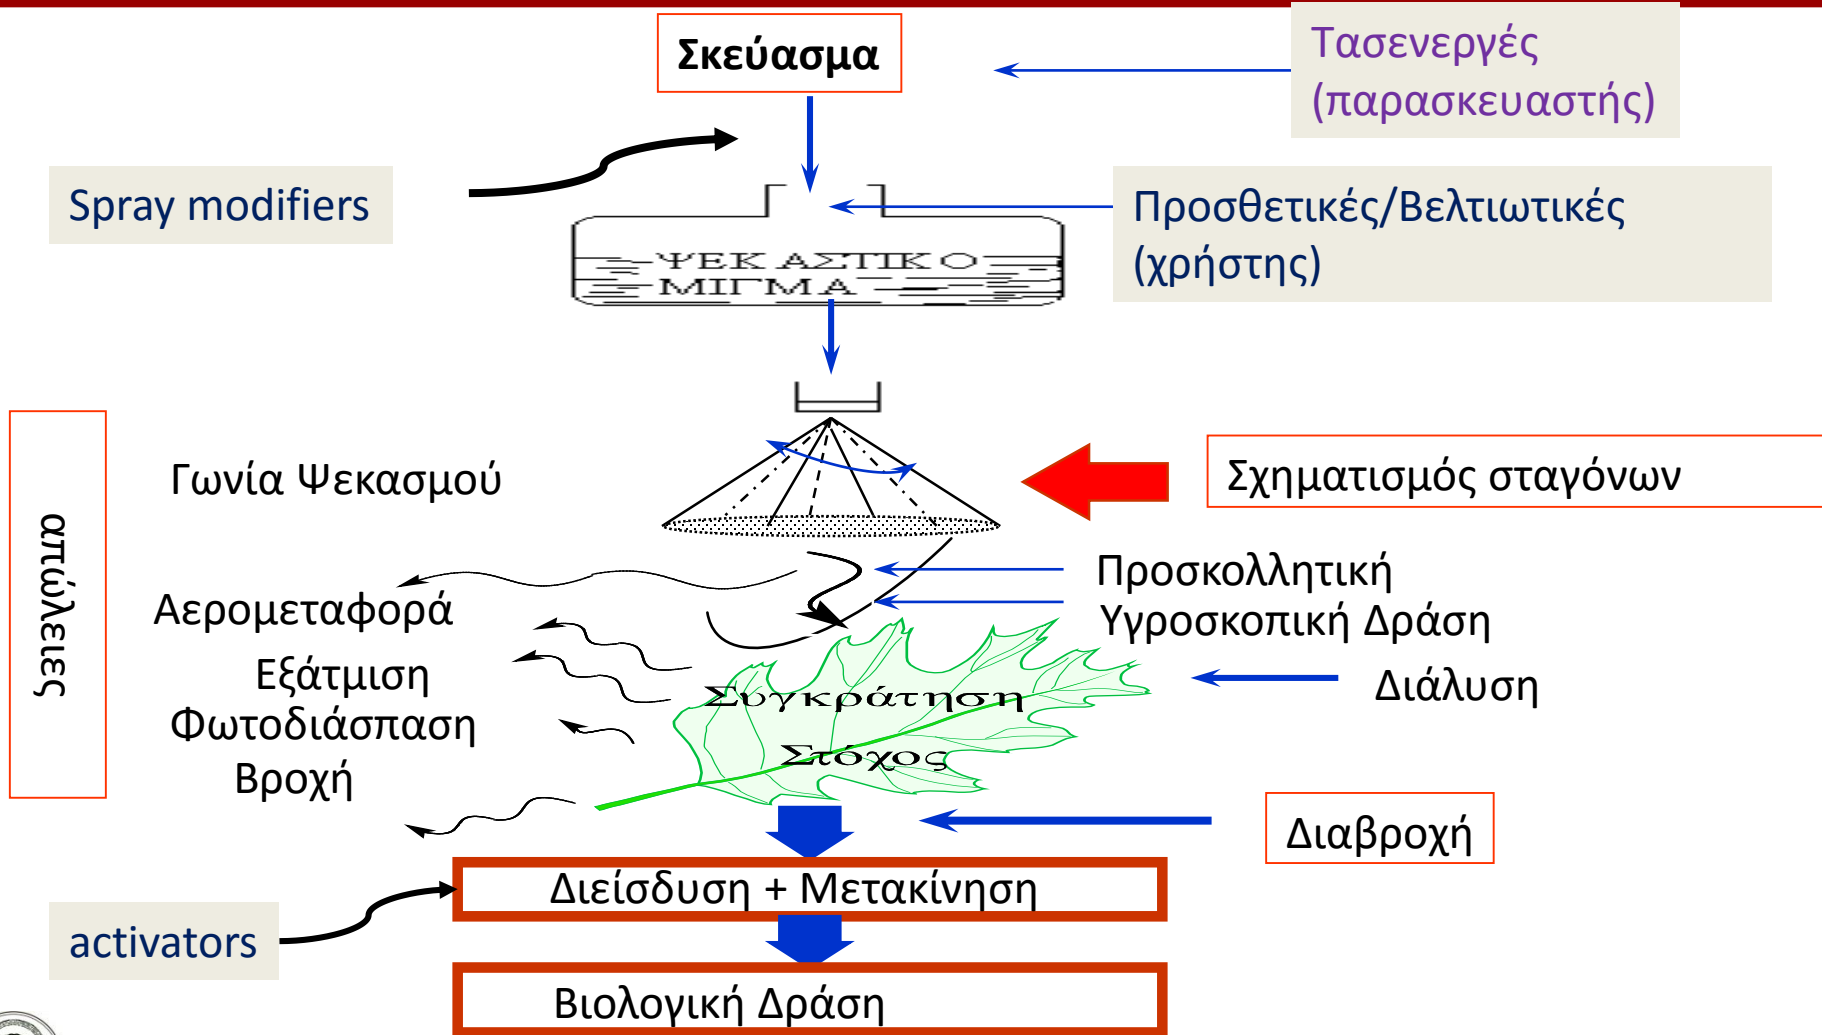 Σκεύασμα
Τασενεργές
(παρασκευαστής)
Spray modifiers
Προσθετικές/Βελτιωτικές
(χρήστης)
ΨΕΚΑΣΤΙΚΟ
ΜΙΓΜΑ
Γωνία Ψεκασμού
Σχηματισμός σταγόνων
απώλειες
Προσκολλητική
Αερομεταφορά
Υγροσκοπική Δράση
Εξάτμιση
Συγκράτηση
Διάλυση
Φωτοδιάσπαση
Στόχος
Βροχή
Διαβροχή
Διείσδυση + Μετακίνηση
activators
Βιολογική Δράση